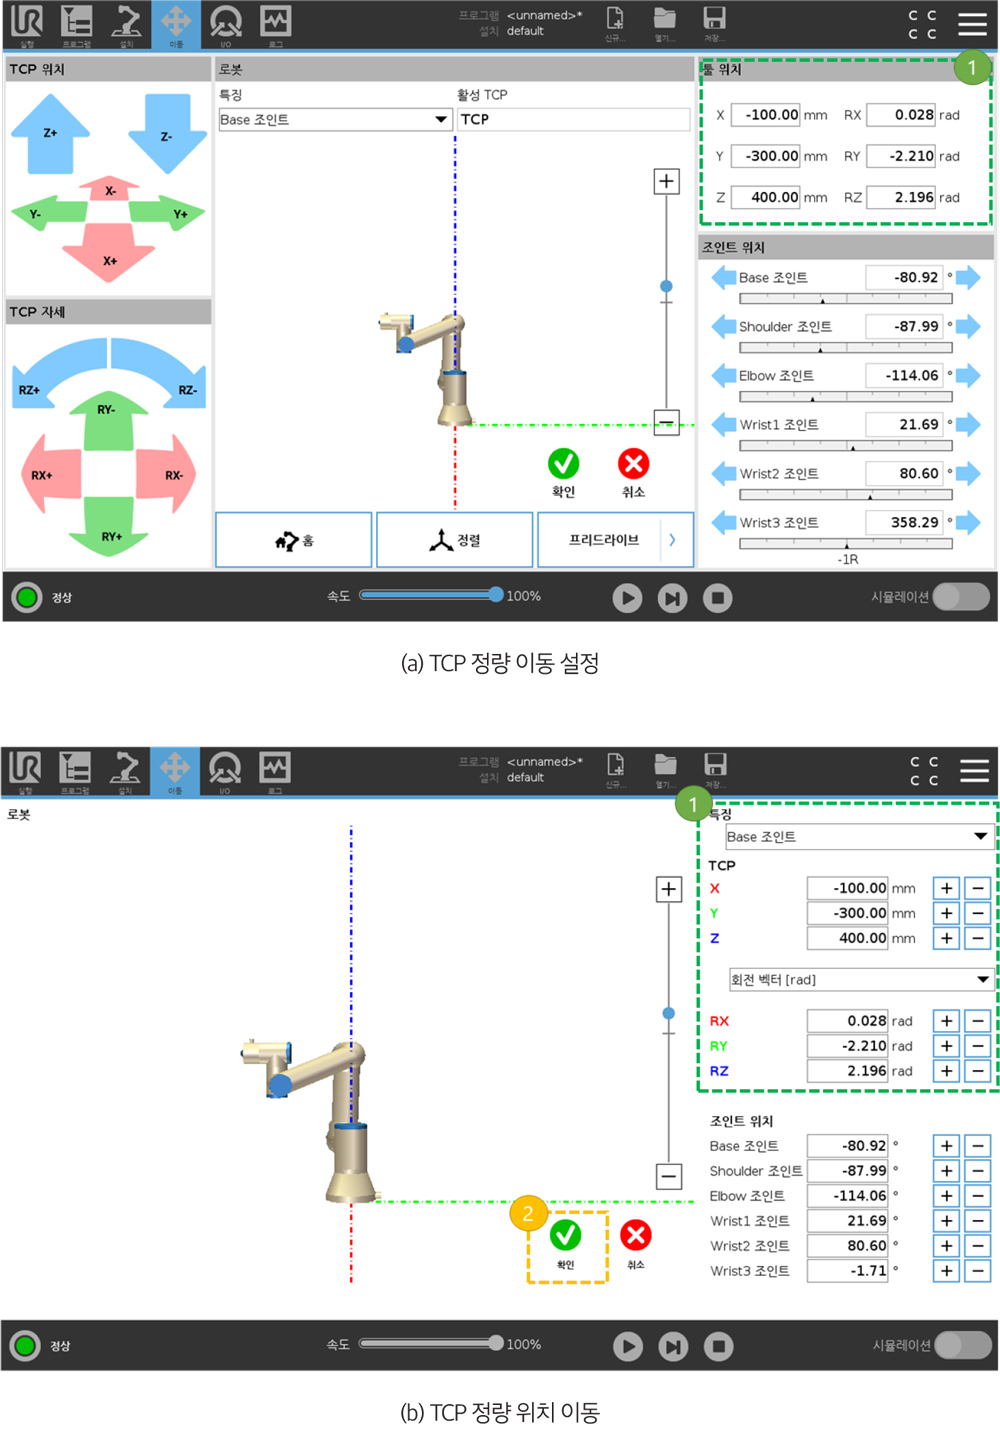 UR
실행
프로그램
설치
이동
I/O
로그
프로그램 <unnamed>*
설치 default
신규...
열기...
저장...
C C
C C
TCP 위치
Z+
Z-
X-
Y-
Y+
X+
TCP 자세
RZ+
RZ-
RY-
RX+
RX-
RY+
로봇
특징
활성 TCP
Base 조인트
TCP
+
−
확인
취소
홈
정렬
프리드라이브
툴 위치
1
X -100.00 mm RX 0.028 rad
Y -300.00 mm RY -2.210 rad
Z 400.00 mm RZ 2.196 rad
조인트 위치
Base 조인트 -80.92 °
Shoulder 조인트 -87.99 °
Elbow 조인트 -114.06 °
Wrist1 조인트 21.69 °
Wrist2 조인트 80.60 °
Wrist3 조인트 358.29 °
-1R
정상
속도 100%
시뮬레이션
(a) TCP 정량 이동 설정
UR
실행
프로그램
설치
이동
I/O
로그
프로그램 <unnamed>*
설치 default
신규...
열기...
저장...
C C
C C
로봇
+
−
2
확인
취소
1
특징
Base 조인트
TCP
X -100.00 mm + −
Y -300.00 mm + −
Z 400.00 mm + −
회전 벡터 [rad]
RX 0.028 rad + −
RY -2.210 rad + −
RZ 2.196 rad + −
조인트 위치
Base 조인트 -80.92 ° + −
Shoulder 조인트 -87.99 ° + −
Elbow 조인트 -114.06 ° + −
Wrist1 조인트 21.69 ° + −
Wrist2 조인트 80.60 ° + −
Wrist3 조인트 -1.71 ° + −
정상
속도 100%
시뮬레이션
(b) TCP 정량 위치 이동